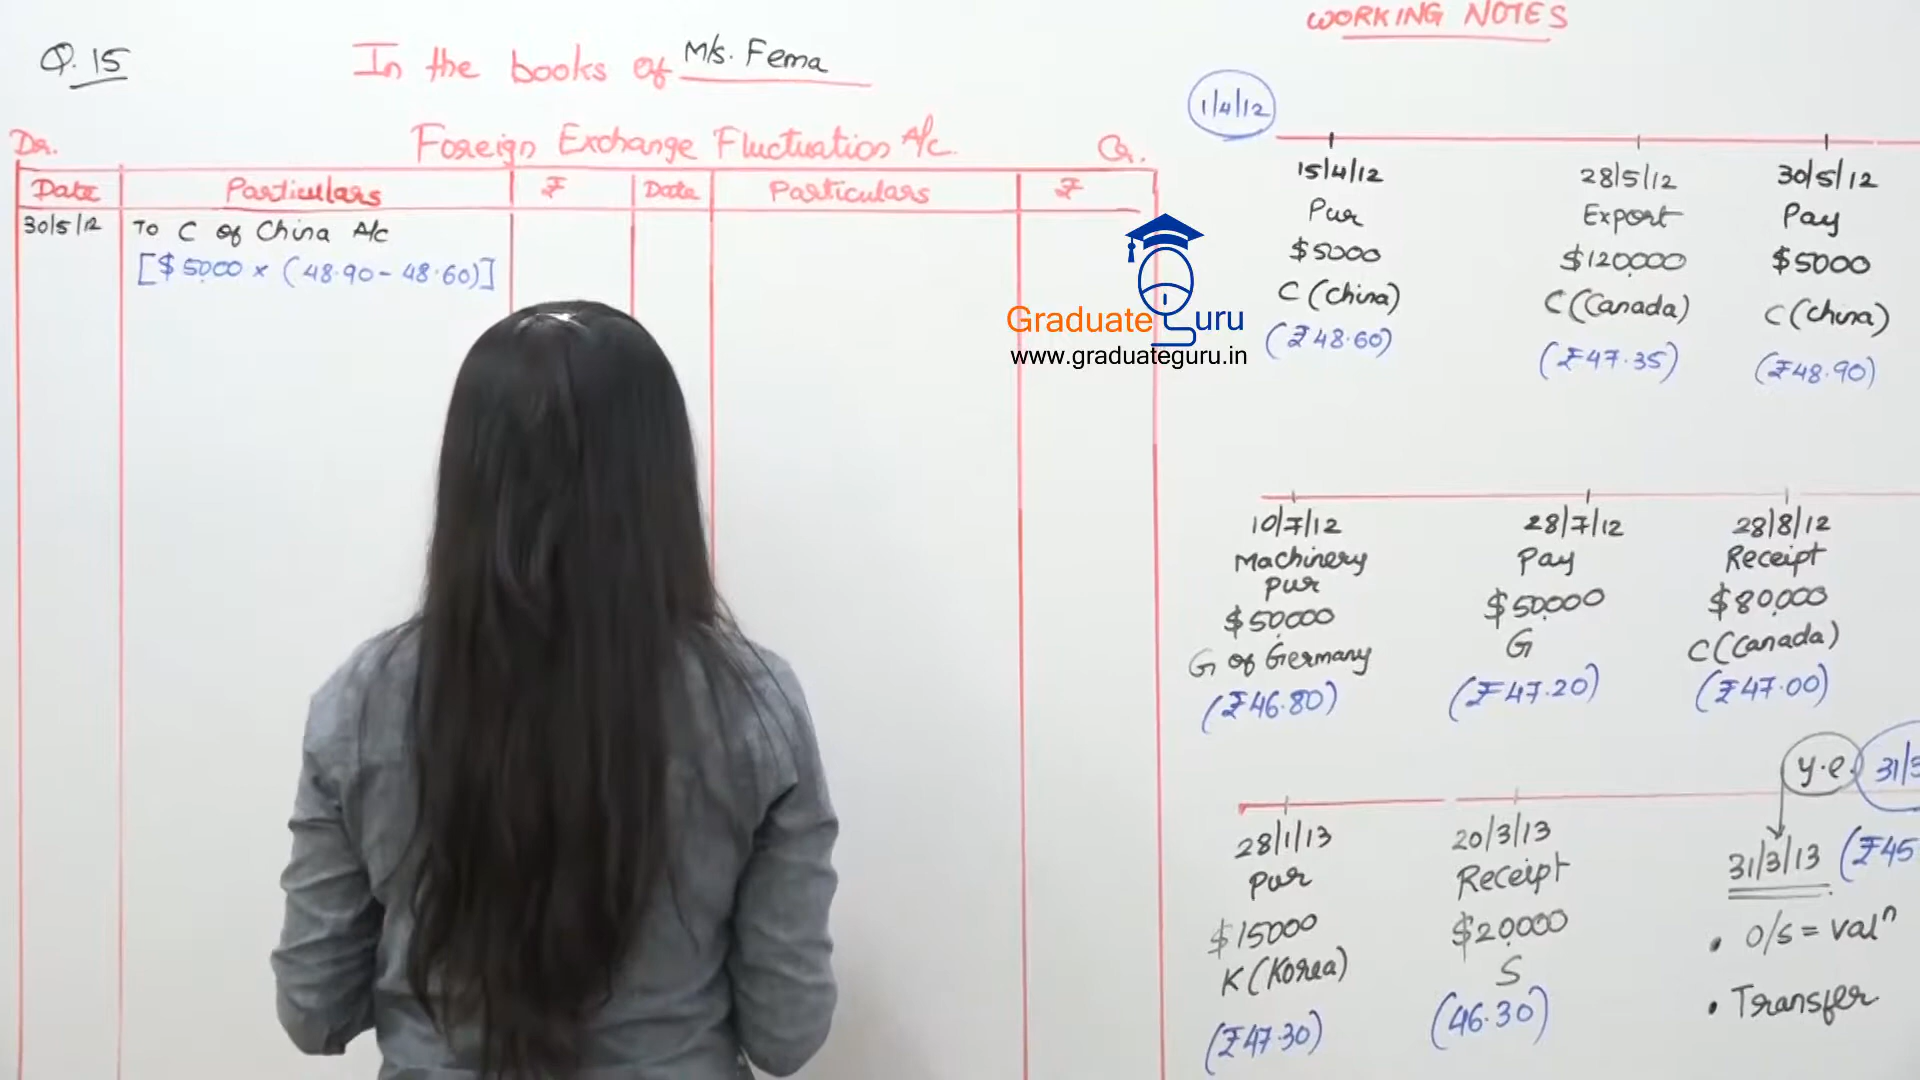 Q. 15
In the books of M/s. Fema
Dr.
Foreign Exchange Fluctuation A/c.
Cr.
Date Particulars ₹ Date Particulars ₹
30/5/12 To C of China A/c
[$ 5000 × (48.90 - 48.60)]
Graduate Guru
www.graduateguru.in
WORKING NOTES
1/4/12
15/4/12 28/5/12 30/5/12
Pur Export Pay
$5000 $120,000 $5000
C (China) C (Canada) C (China)
(₹48.60) (₹47.35) (₹48.90)
10/7/12 28/7/12 28/8/12
Machinery Pay Receipt
Pur
$50,000 $50,000 $80,000
G of Germany G C (Canada)
(₹46.80) (₹47.20) (₹47.00)
y.e.
28/1/13 20/3/13 31/3/13 (₹45
Pur Receipt
$15000 $20,000 • O/s = valⁿ
K (Korea) S
(₹47.30) (46.30) • Transfer